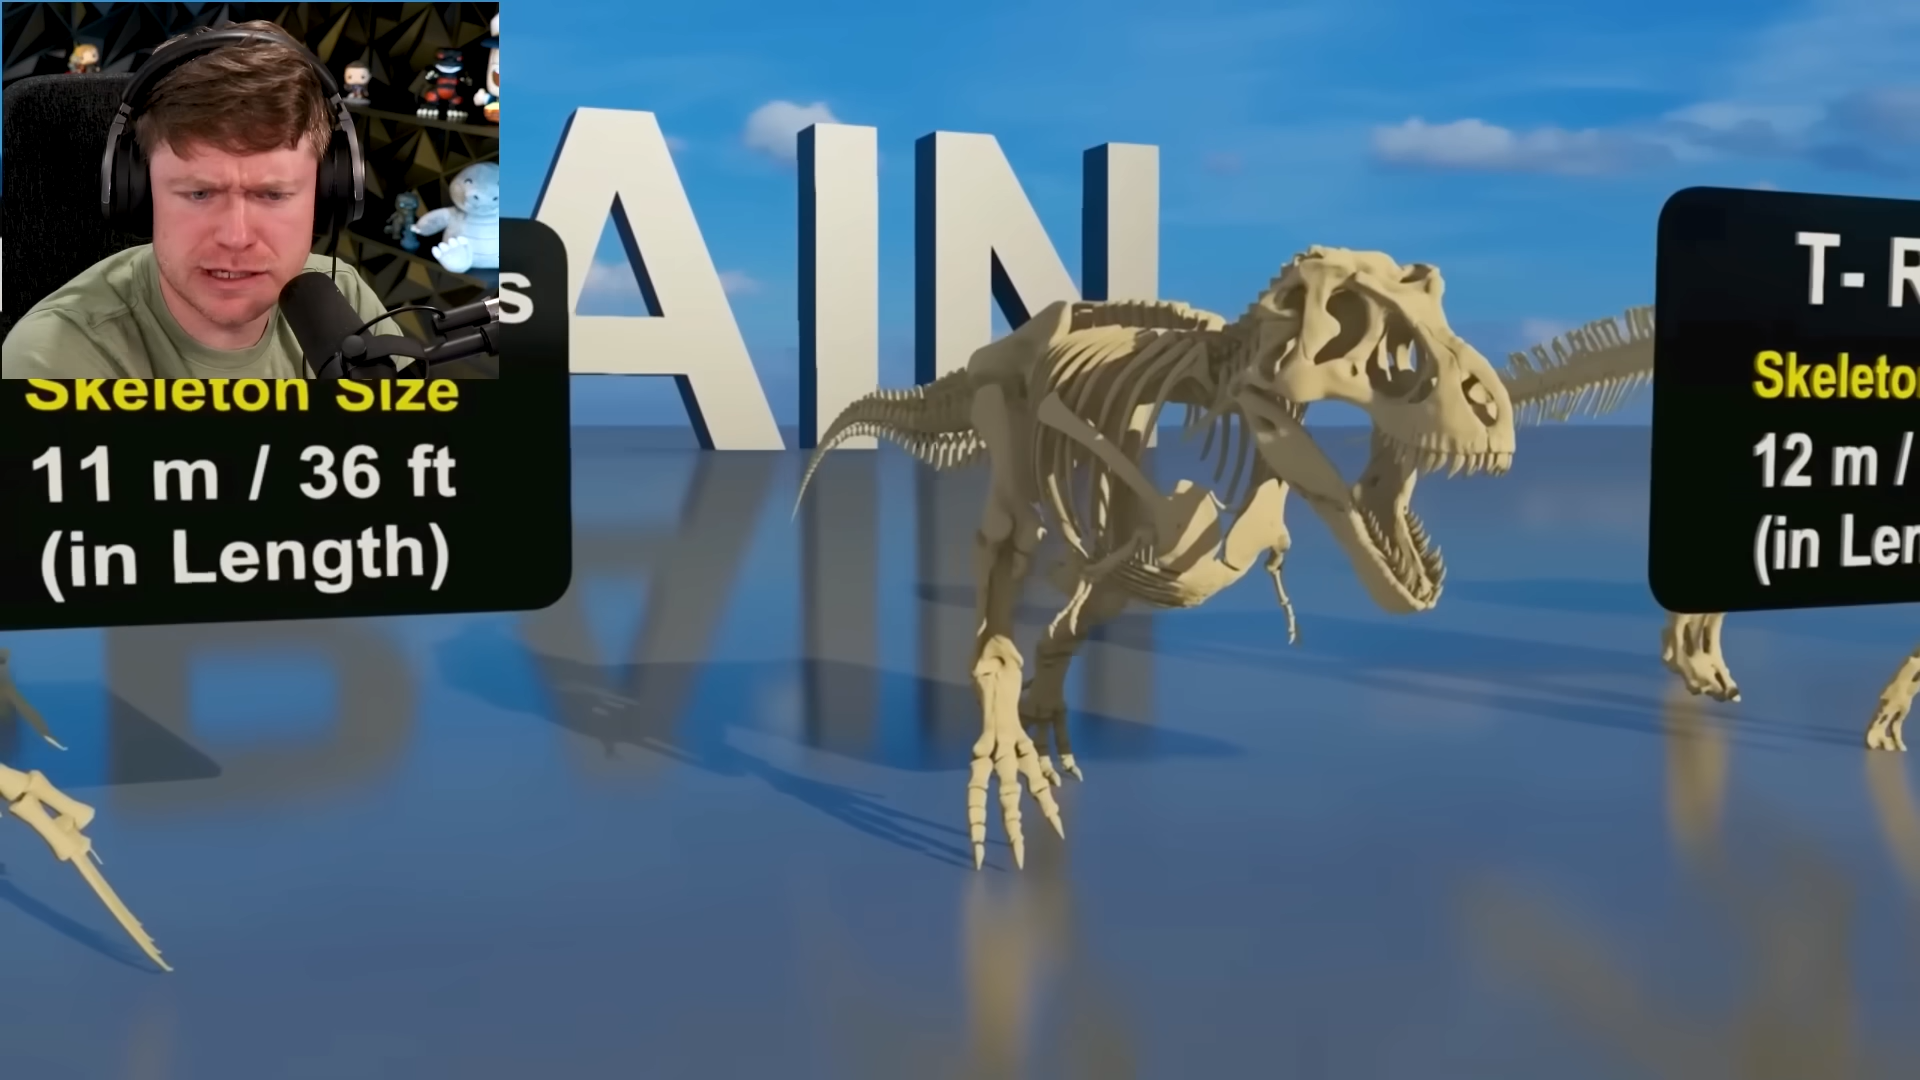 AIN
s
Skeleton Size
11 m / 36 ft
(in Length)
T- R
Skeleto
12 m /
(in Len